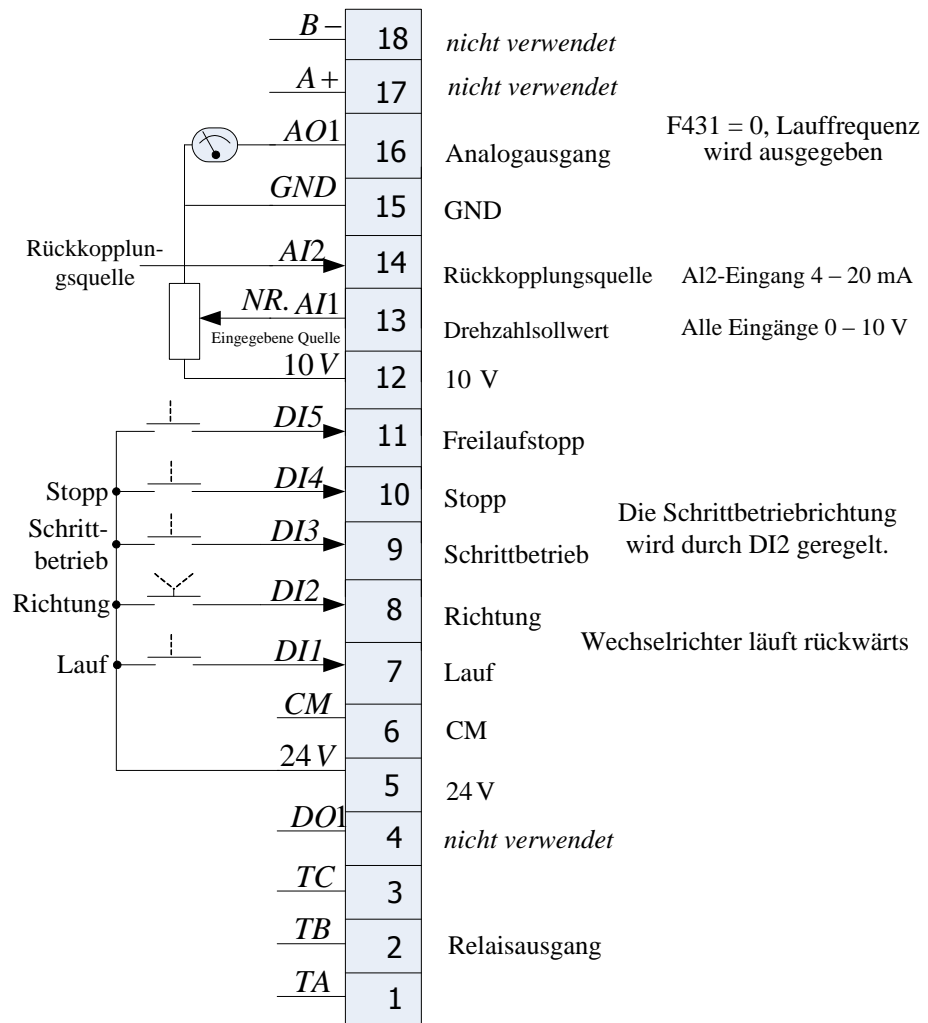 B – 18 nicht verwendet
A+ 17 nicht verwendet
AO1 16 Analogausgang F431 = 0, Lauffrequenz
wird ausgegeben
GND 15 GND
Rückkopplun-
gsquelle
AI2 14 Rückkopplungsquelle Al2-Eingang 4 – 20 mA
NR. AI1 13 Drehzahlsollwert Alle Eingänge 0 – 10 V
Eingegebene Quelle
10 V 12 10 V
DI5 11 Freilaufstopp
Stopp DI4 10 Stopp
Schritt-
betrieb
DI3 9 Schrittbetrieb
Die Schrittbetriebrichtung
wird durch DI2 geregelt.
Richtung DI2 8 Richtung
Wechselrichter läuft rückwärts
Lauf DI1 7 Lauf
CM 6 CM
24 V 5 24 V
DO1 4 nicht verwendet
TC 3
TB 2 Relaisausgang
TA 1